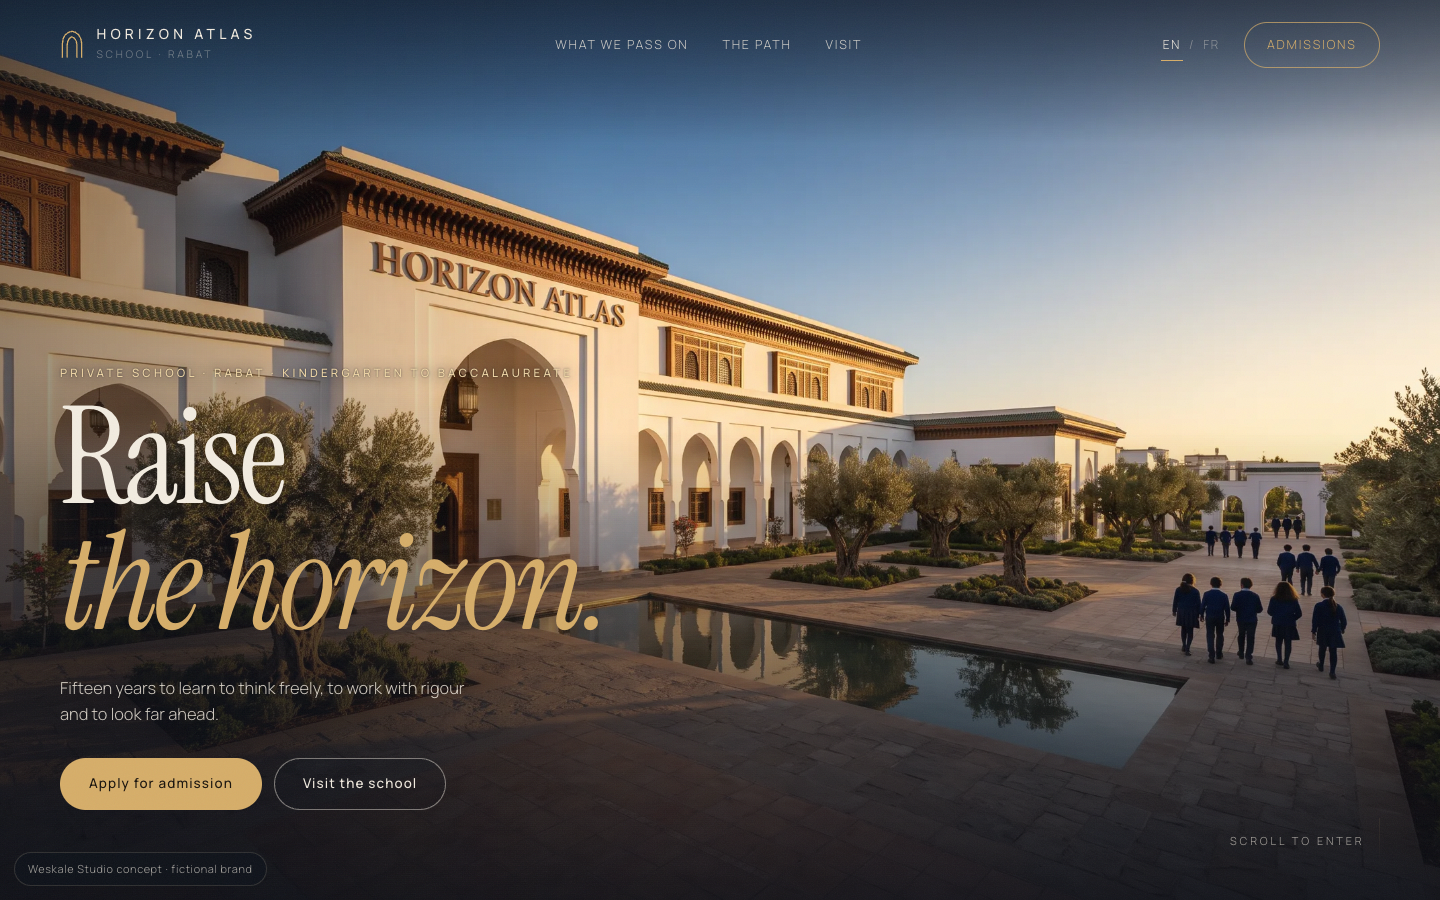 HORIZON ATLAS
SCHOOL · RABAT
WHAT WE PASS ON
THE PATH
VISIT
EN / FR
ADMISSIONS
HORIZON ATLAS
PRIVATE SCHOOL · RABAT · KINDERGARTEN TO BACCALAUREATE
Raise
the horizon.
Fifteen years to learn to think freely, to work with rigour
and to look far ahead.
Apply for admission
Visit the school
SCROLL TO ENTER
Weskale Studio concept · fictional brand